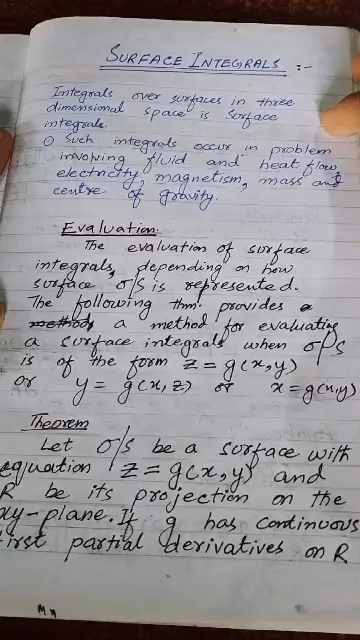 SURFACE INTEGRALS :-
Integrals over surfaces in three
dimensional space is surface
integrals.
⊙ Such integrals occur in problem
involving fluid and heat flow,
electricity, magnetism, mass and
centre of gravity.
Evaluation:
The evaluation of surface
integrals, depending on how
surface σ/S is represented.
The following thm: provides a
method, a method for evaluating
a surface integrals when σ/S
is of the form z = g(x,y)
or y = g(x,z) or x = g(x,y)
Theorem
Let σ/S be a surface with
equation z = g(x,y) and
R be its projection on the
xy-plane. If g has continuous
first partial derivatives on R